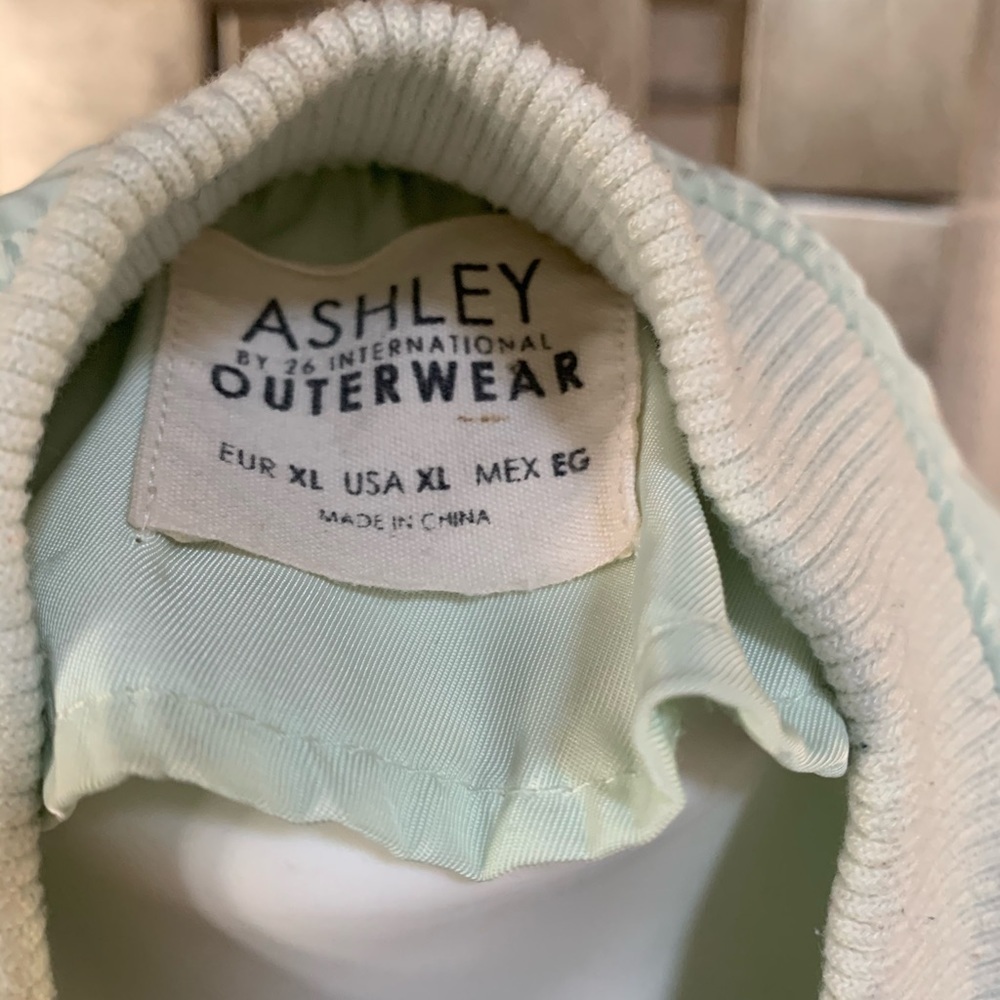 ASHLEY
BY 26 INTERNATIONAL
OUTERWEAR
EUR XL USA XL MEX EG
MADE IN CHINA